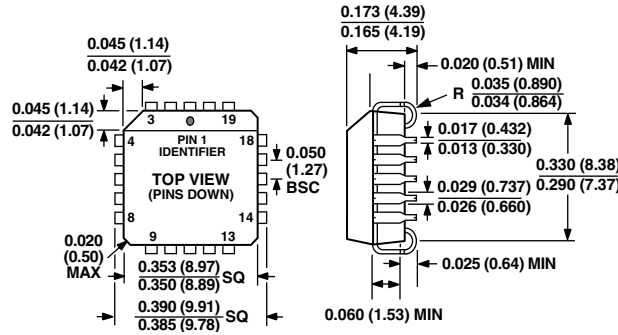 0.173 (4.39)
0.165 (4.19)
0.045 (1.14)
0.042 (1.07)
0.020 (0.51) MIN
0.035 (0.890)
R
0.034 (0.864)
0.045 (1.14)
0.042 (1.07)
3
19
4
PIN 1
IDENTIFIER
18
0.050
(1.27)
BSC
0.017 (0.432)
0.013 (0.330)
0.330 (8.38)
0.290 (7.37)
TOP VIEW
(PINS DOWN)
0.029 (0.737)
0.026 (0.660)
8
14
9
13
0.020
(0.50)
MAX
0.353 (8.97)
0.350 (8.89)
SQ
0.025 (0.64) MIN
0.390 (9.91)
0.385 (9.78)
SQ
0.060 (1.53) MIN